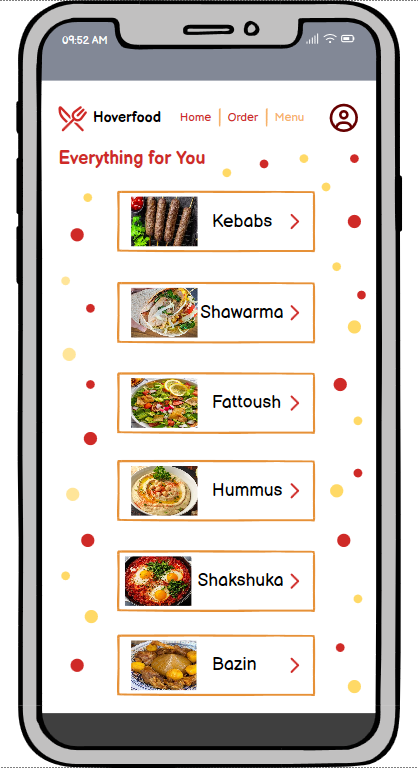 09:52 AM
Hoverfood Home Order Menu
Everything for You
Kebabs
Shawarma
Fattoush
Hummus
Shakshuka
Bazin